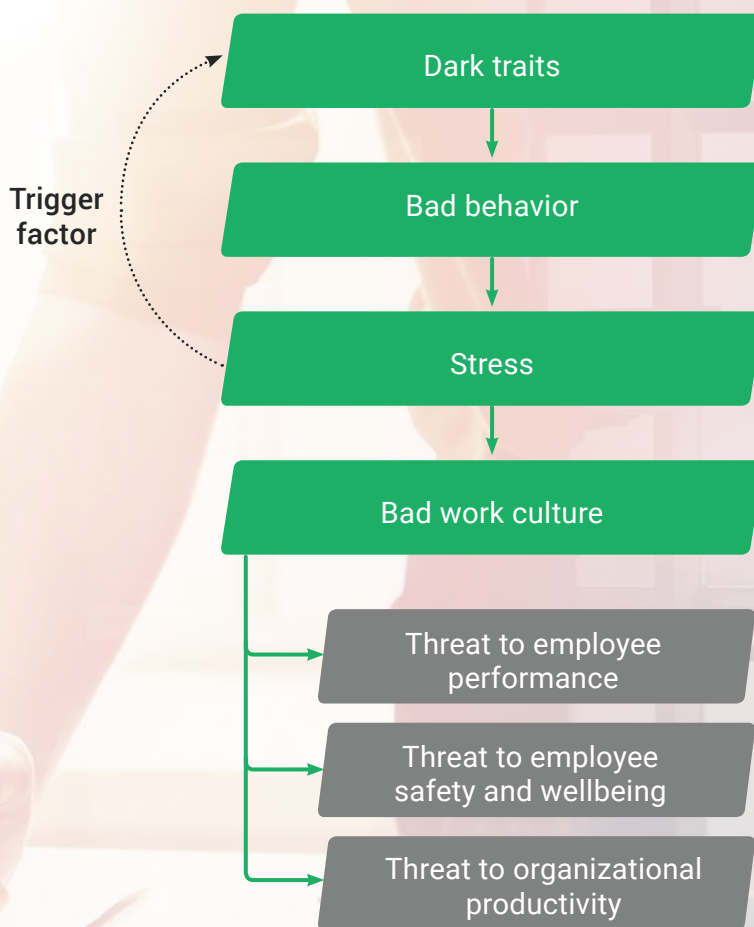 Dark traits
Trigger
factor
Bad behavior
Stress
Bad work culture
Threat to employee
performance
Threat to employee
safety and wellbeing
Threat to organizational
productivity